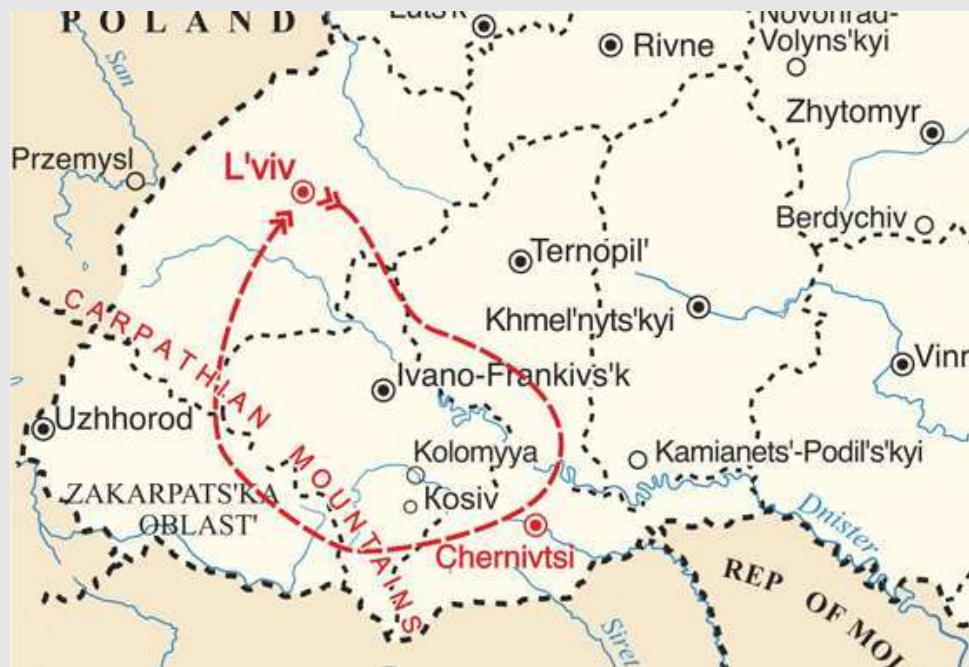 POLAND
Luts'k
Novohrad-
Volyns'kyi
Rivne
San
Zhytomyr
Przemysl
L'viv
Berdychiv
Ternopil'
CARPATHIAN MOUNTAINS
Khmel'nyts'kyi
Vinn
Ivano-Frankivs'k
Uzhhorod
Kolomyya
Kamianets'-Podil's'kyi
Kosiv
ZAKARPATS'KA
OBLAST'
Dnister
Chernivtsi
REP OF MOL
Siret